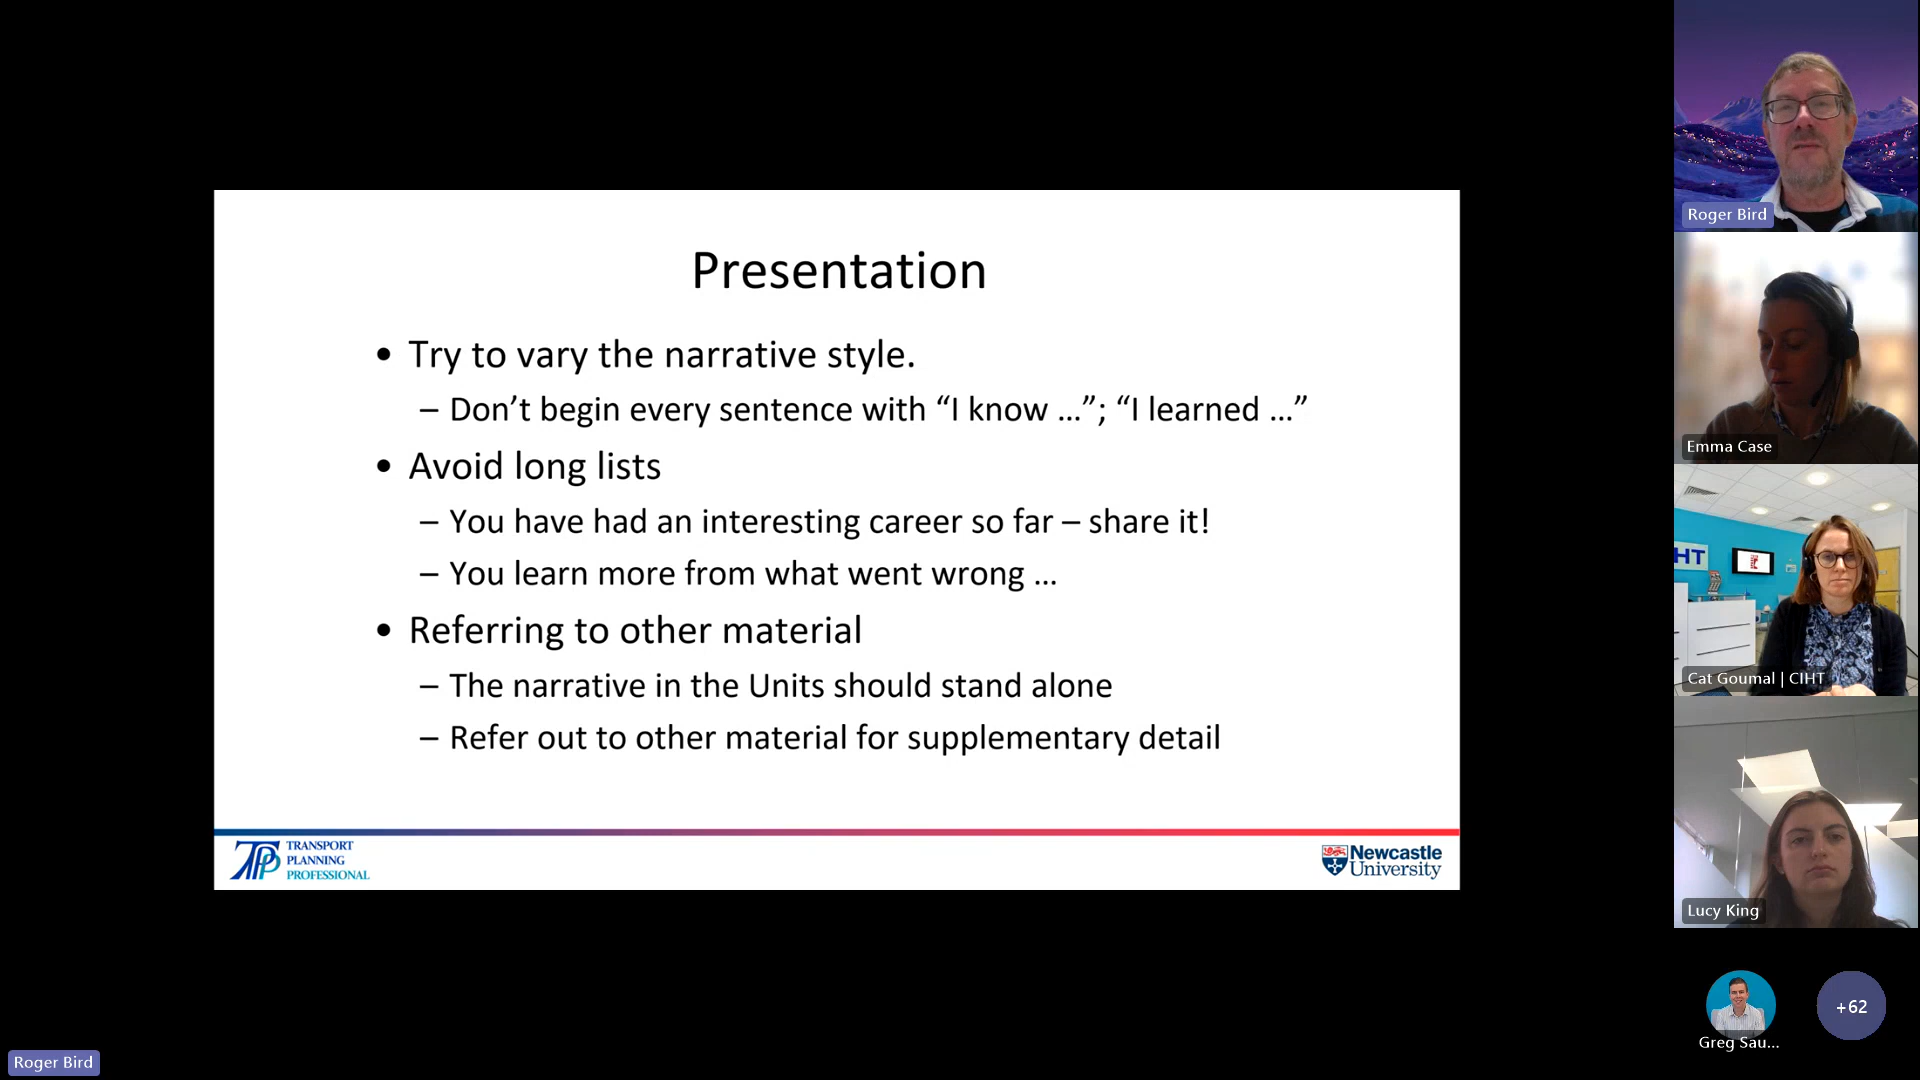 Presentation
• Try to vary the narrative style.
– Don’t begin every sentence with “I know …”; “I learned …”
• Avoid long lists
– You have had an interesting career so far – share it!
– You learn more from what went wrong …
• Referring to other material
– The narrative in the Units should stand alone
– Refer out to other material for supplementary detail
TPP
TRANSPORT
PLANNING
PROFESSIONAL
Newcastle
University
Roger Bird
Emma Case
HT
Cat Goumal | CIHT
Lucy King
Greg Sau...
+62
Roger Bird